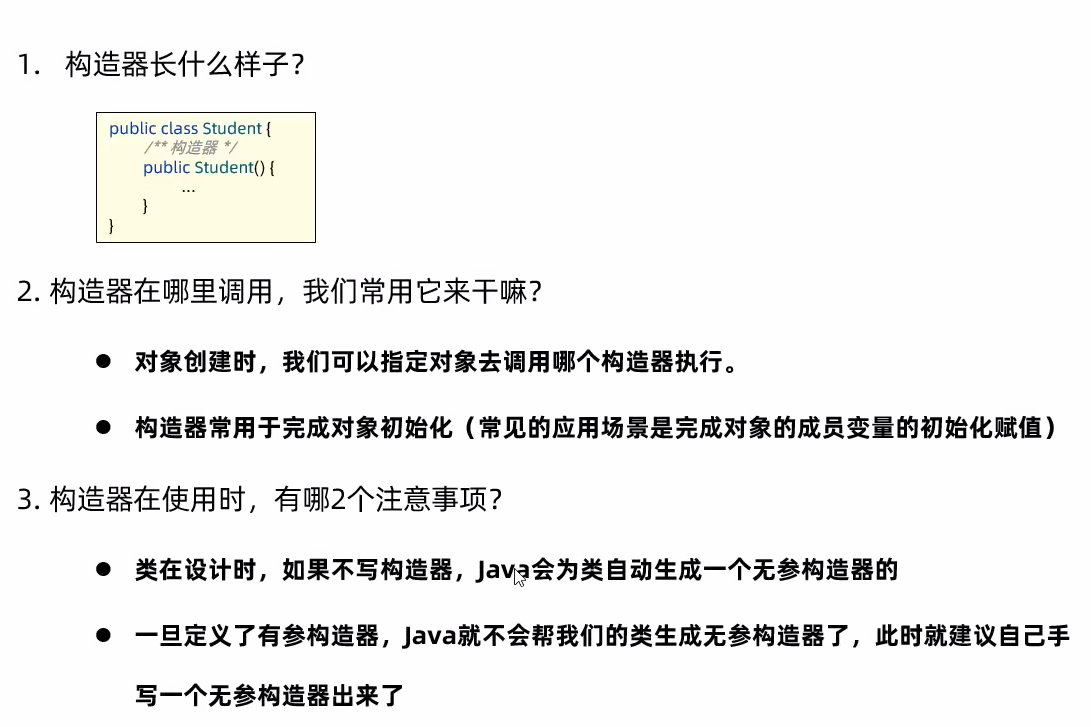 1. 构造器长什么样子？
public class Student {
/** 构造器 */
public Student() {
...
}
}
2. 构造器在哪里调用，我们常用它来干嘛？
● 对象创建时，我们可以指定对象去调用哪个构造器执行。
● 构造器常用于完成对象初始化（常见的应用场景是完成对象的成员变量的初始化赋值）
3. 构造器在使用时，有哪2个注意事项？
● 类在设计时，如果不写构造器，Java会为类自动生成一个无参构造器的
● 一旦定义了有参构造器，Java就不会帮我们的类生成无参构造器了，此时就建议自己手
写一个无参构造器出来了